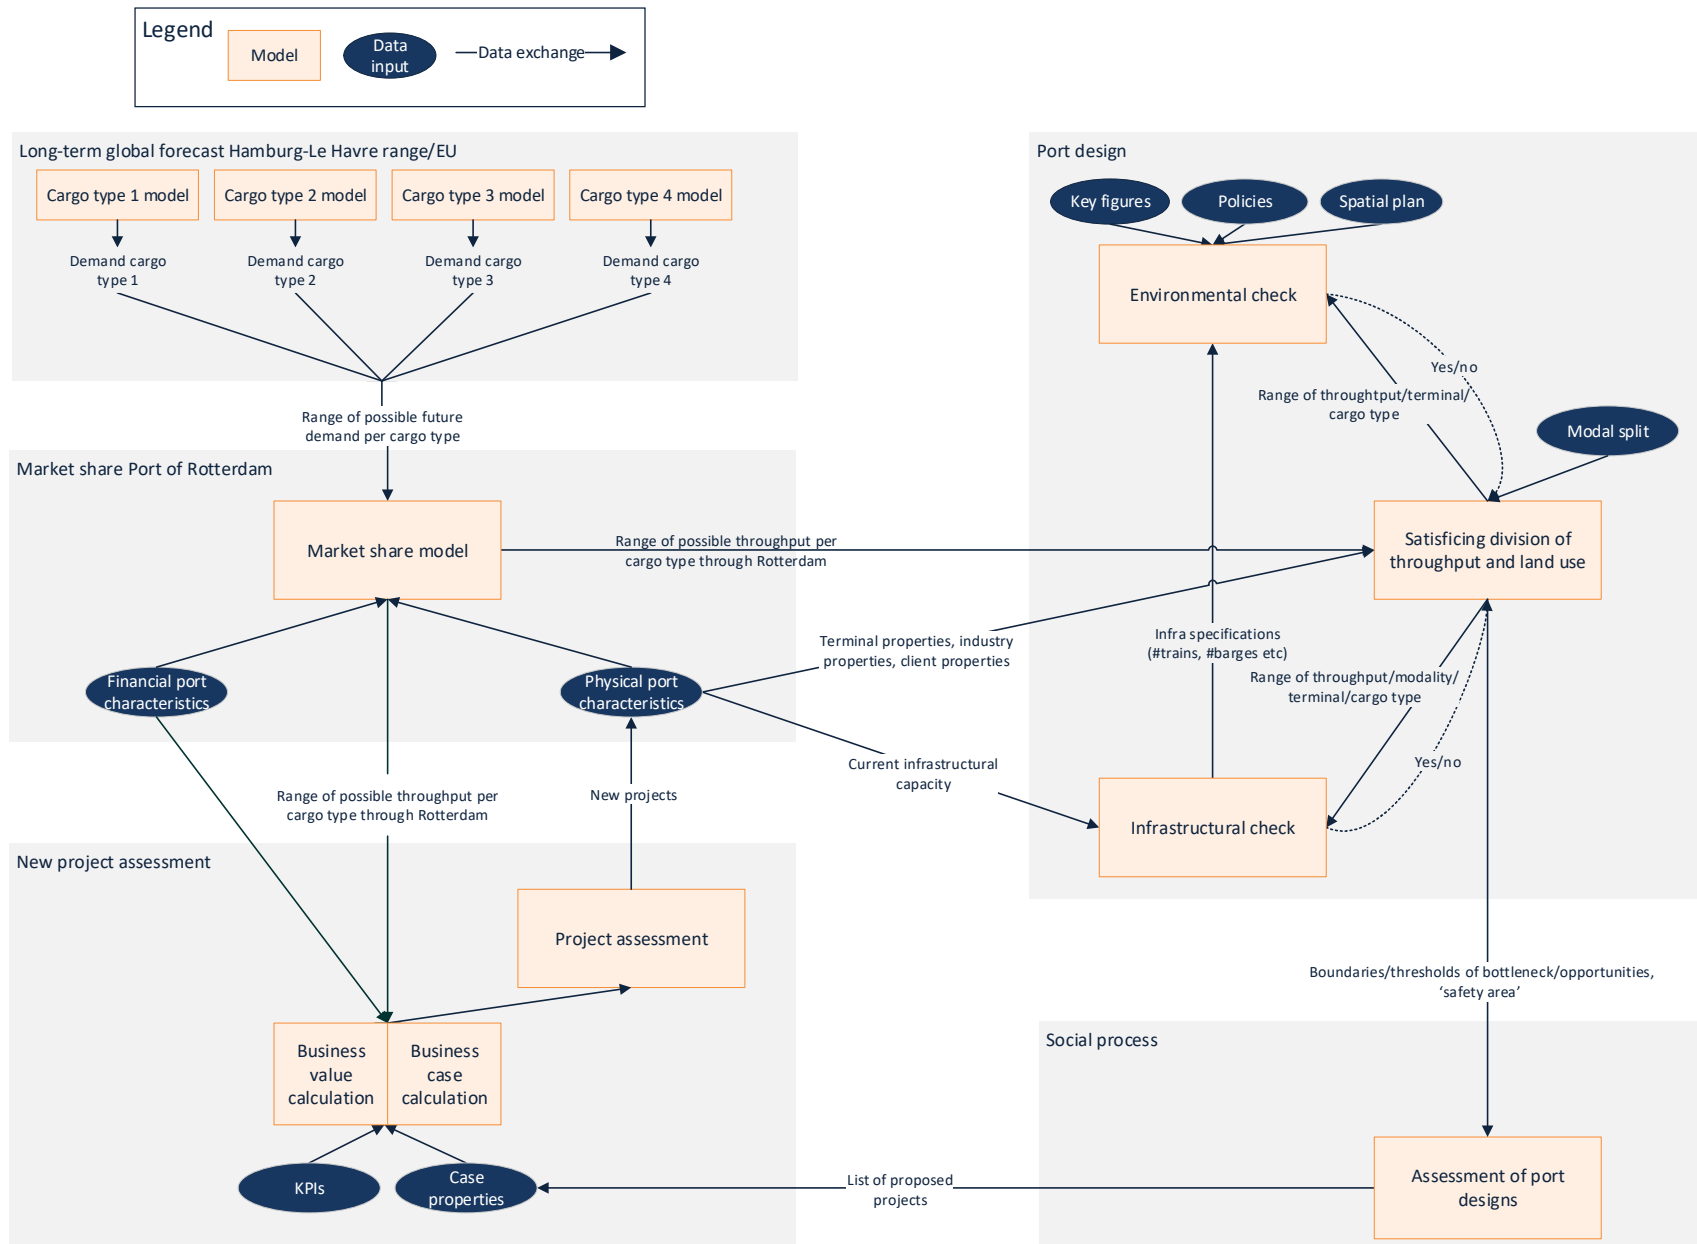 Legend
Model
Data
input
Data exchange
Long-term global forecast Hamburg-Le Havre range/EU
Cargo type 1 model
Cargo type 2 model
Cargo type 3 model
Cargo type 4 model
Demand cargo
type 1
Demand cargo
type 2
Demand cargo
type 3
Demand cargo
type 4
Range of possible future
demand per cargo type
Market share Port of Rotterdam
Market share model
Range of possible throughput per
cargo type through Rotterdam
Financial port
characteristics
Physical port
characteristics
Terminal properties, industry
properties, client properties
Current infrastructural
capacity
Range of possible throughput per
cargo type through Rotterdam
New projects
New project assessment
Project assessment
Business
value
calculation
Business
case
calculation
KPIs
Case
properties
Port design
Key figures
Policies
Spatial plan
Environmental check
Yes/no
Range of throughtput/terminal/
cargo type
Modal split
Satisficing division of
throughput and land use
Infra specifications
(#trains, #barges etc)
Range of throughput/modality/
terminal/cargo type
Yes/no
Infrastructural check
Boundaries/thresholds of bottleneck/opportunities,
‘safety area’
Social process
Assessment of port
designs
List of proposed
projects